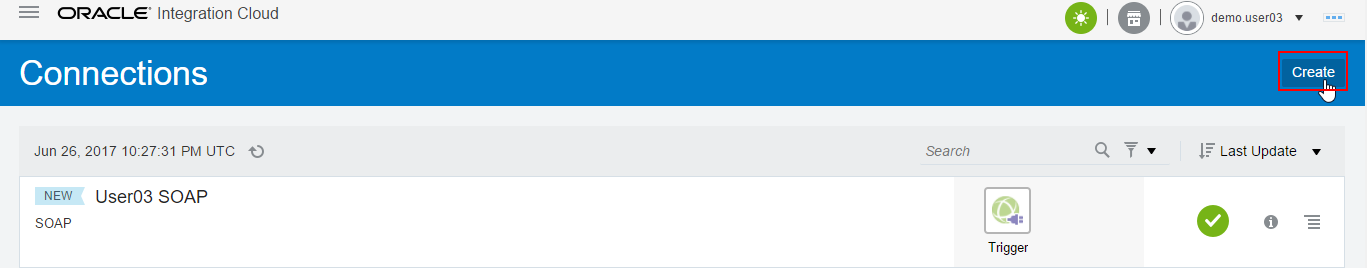 ORACLE Integration Cloud
demo.user03
Connections
Create
Jun 26, 2017 10:27:31 PM UTC
Search
Last Update
NEW User03 SOAP
SOAP
Trigger